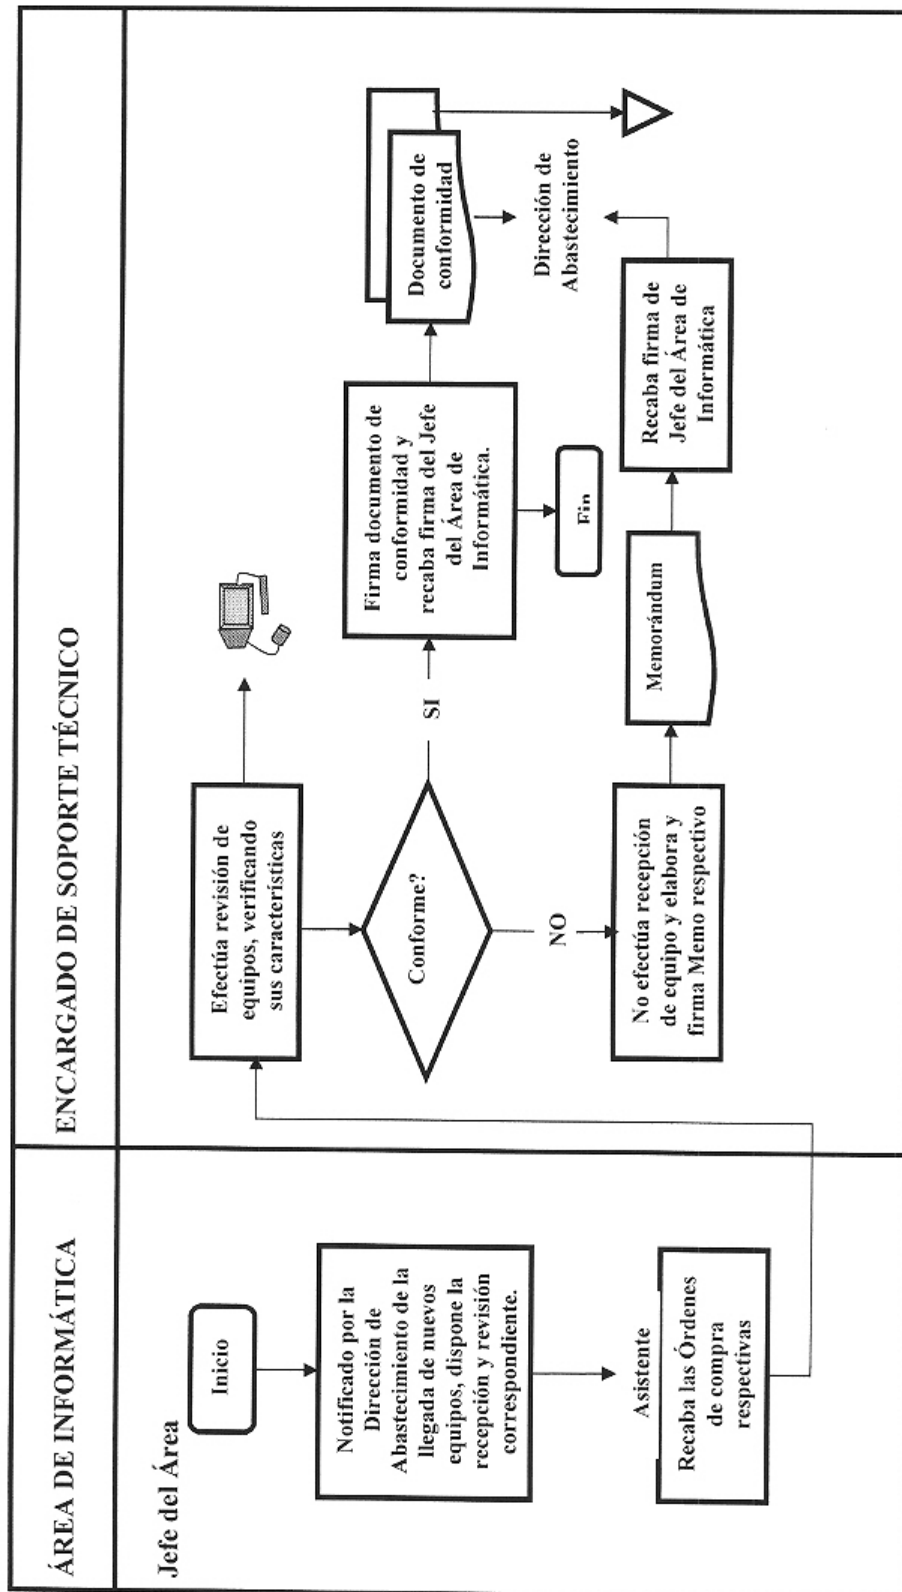 ÁREA DE INFORMÁTICA
ENCARGADO DE SOPORTE TÉCNICO
Jefe del Área
Inicio
Notificado por la
Dirección de
Abastecimiento de la
llegada de nuevos
equipos, dispone la
recepción y revisión
correspondiente.
Asistente
Recaba las Órdenes
de compra
respectivas
Efectúa revisión de
equipos, verificando
sus características
Conforme?
SI
NO
Firma documento de
conformidad y
recaba firma del Jefe
del Área de
Informática.
Fin
Documento de
conformidad
Dirección de
Abastecimiento
No efectúa recepción
de equipo y elabora y
firma Memo respectivo
Memorándum
Recaba firma de
Jefe del Área de
Informática